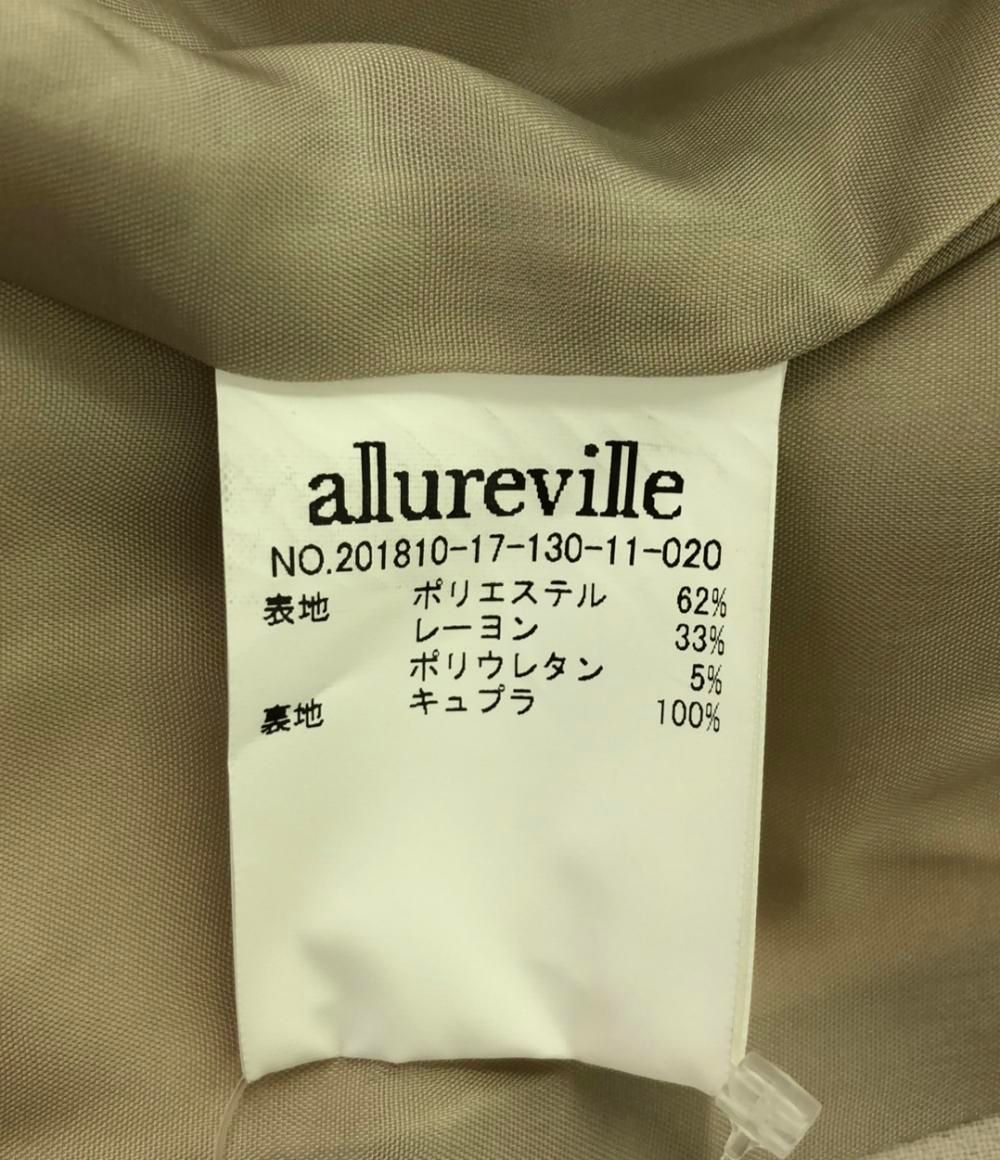 allureville
NO.201810-17-130-11-020
表地 ポリエステル 62%
レーヨン 33%
ポリウレタン 5%
裏地 キュプラ 100%